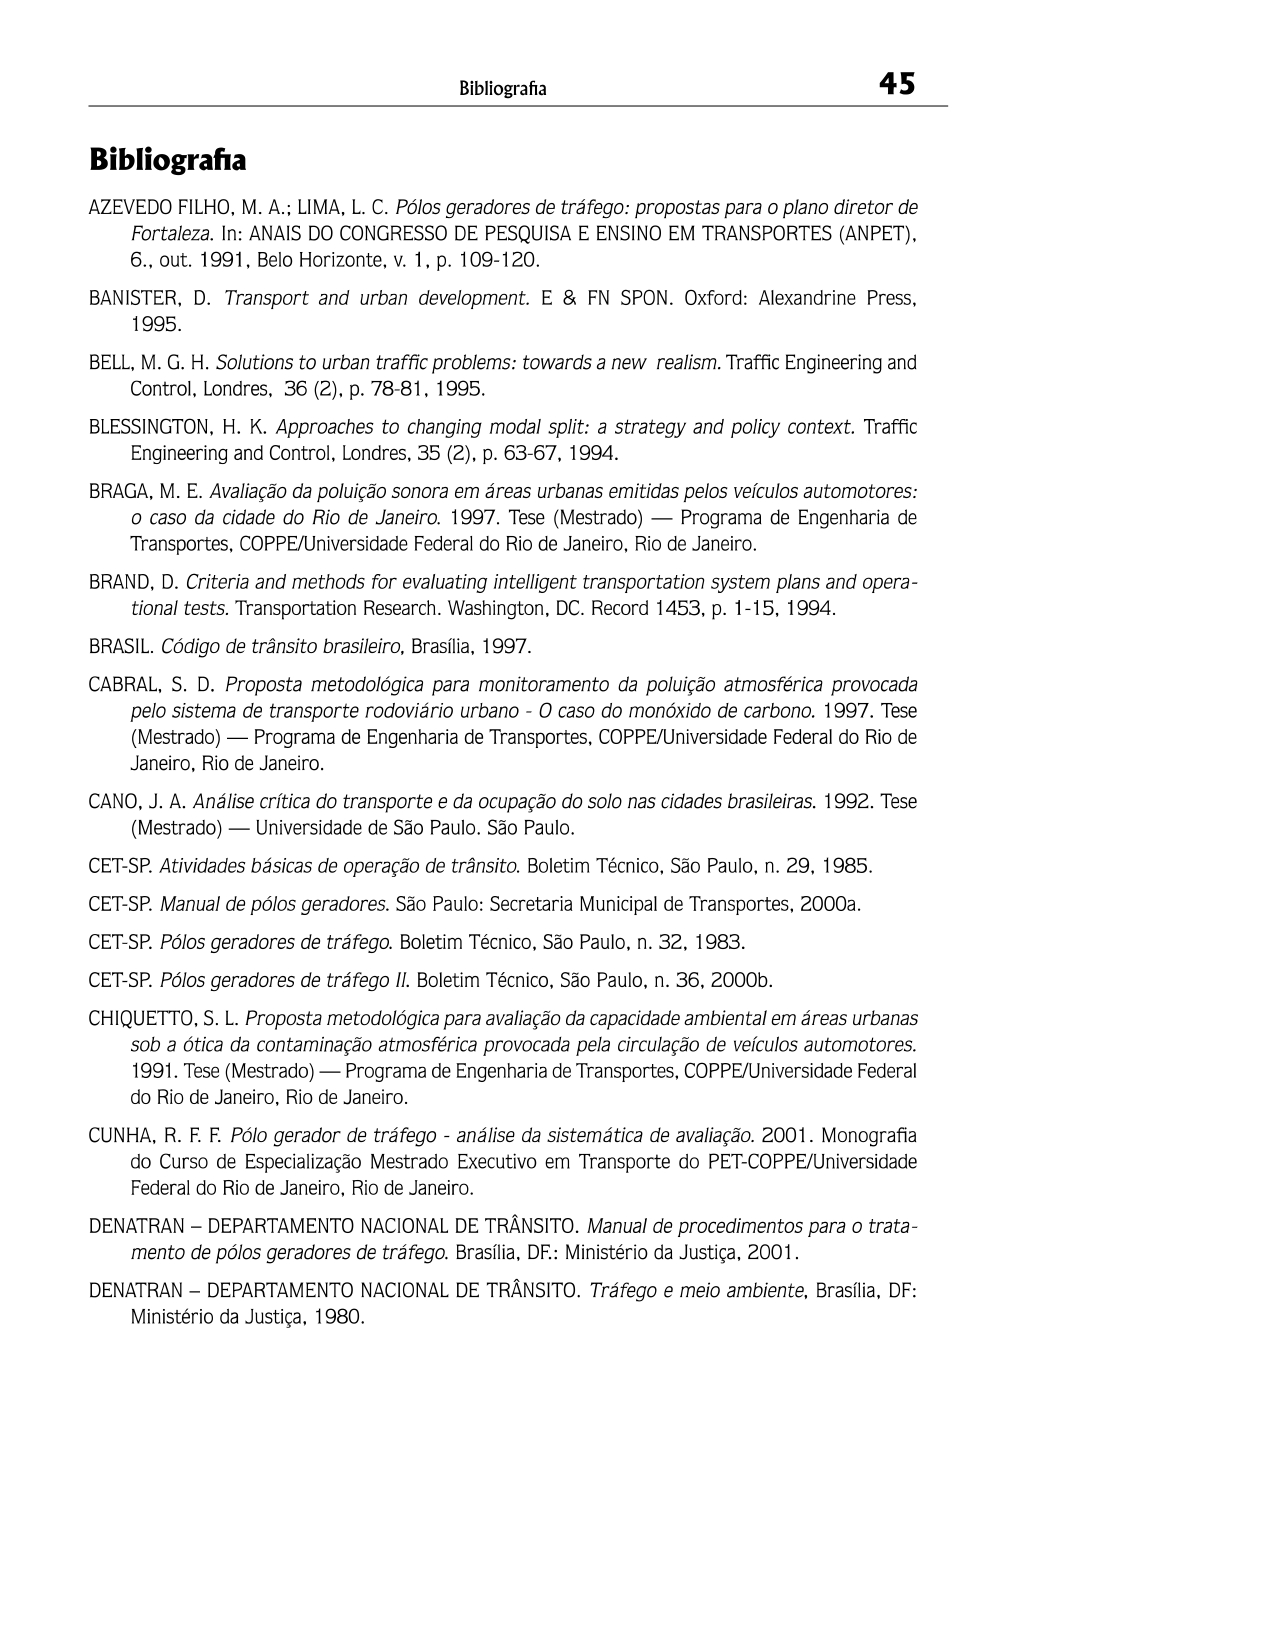 Bibliografia 45
Bibliografia
AZEVEDO FILHO, M. A.; LIMA, L. C. Pólos geradores de tráfego: propostas para o plano diretor de
Fortaleza. In: ANAIS DO CONGRESSO DE PESQUISA E ENSINO EM TRANSPORTES (ANPET),
6., out. 1991, Belo Horizonte, v. 1, p. 109-120.
BANISTER, D. Transport and urban development. E & FN SPON. Oxford: Alexandrine Press,
1995.
BELL, M. G. H. Solutions to urban traffic problems: towards a new realism. Traffic Engineering and
Control, Londres, 36 (2), p. 78-81, 1995.
BLESSINGTON, H. K. Approaches to changing modal split: a strategy and policy context. Traffic
Engineering and Control, Londres, 35 (2), p. 63-67, 1994.
BRAGA, M. E. Avaliação da poluição sonora em áreas urbanas emitidas pelos veículos automotores:
o caso da cidade do Rio de Janeiro. 1997. Tese (Mestrado) — Programa de Engenharia de
Transportes, COPPE/Universidade Federal do Rio de Janeiro, Rio de Janeiro.
BRAND, D. Criteria and methods for evaluating intelligent transportation system plans and opera-
tional tests. Transportation Research. Washington, DC. Record 1453, p. 1-15, 1994.
BRASIL. Código de trânsito brasileiro, Brasília, 1997.
CABRAL, S. D. Proposta metodológica para monitoramento da poluição atmosférica provocada
pelo sistema de transporte rodoviário urbano - O caso do monóxido de carbono. 1997. Tese
(Mestrado) — Programa de Engenharia de Transportes, COPPE/Universidade Federal do Rio de
Janeiro, Rio de Janeiro.
CANO, J. A. Análise crítica do transporte e da ocupação do solo nas cidades brasileiras. 1992. Tese
(Mestrado) — Universidade de São Paulo. São Paulo.
CET-SP. Atividades básicas de operação de trânsito. Boletim Técnico, São Paulo, n. 29, 1985.
CET-SP. Manual de pólos geradores. São Paulo: Secretaria Municipal de Transportes, 2000a.
CET-SP. Pólos geradores de tráfego. Boletim Técnico, São Paulo, n. 32, 1983.
CET-SP. Pólos geradores de tráfego II. Boletim Técnico, São Paulo, n. 36, 2000b.
CHIQUETTO, S. L. Proposta metodológica para avaliação da capacidade ambiental em áreas urbanas
sob a ótica da contaminação atmosférica provocada pela circulação de veículos automotores.
1991. Tese (Mestrado) — Programa de Engenharia de Transportes, COPPE/Universidade Federal
do Rio de Janeiro, Rio de Janeiro.
CUNHA, R. F. F. Pólo gerador de tráfego - análise da sistemática de avaliação. 2001. Monografia
do Curso de Especialização Mestrado Executivo em Transporte do PET-COPPE/Universidade
Federal do Rio de Janeiro, Rio de Janeiro.
DENATRAN – DEPARTAMENTO NACIONAL DE TRÂNSITO. Manual de procedimentos para o trata-
mento de pólos geradores de tráfego. Brasília, DF.: Ministério da Justiça, 2001.
DENATRAN – DEPARTAMENTO NACIONAL DE TRÂNSITO. Tráfego e meio ambiente, Brasília, DF:
Ministério da Justiça, 1980.